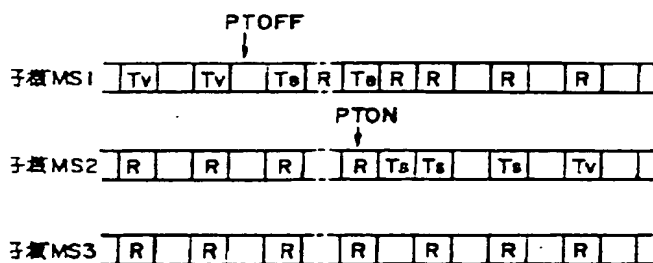 PTOFF
子機MS1 Tv Tv Ts R Ts R R R R
PTON
子機MS2 R R R R Ts Ts Ts Tv
子機MS3 R R R R R R R